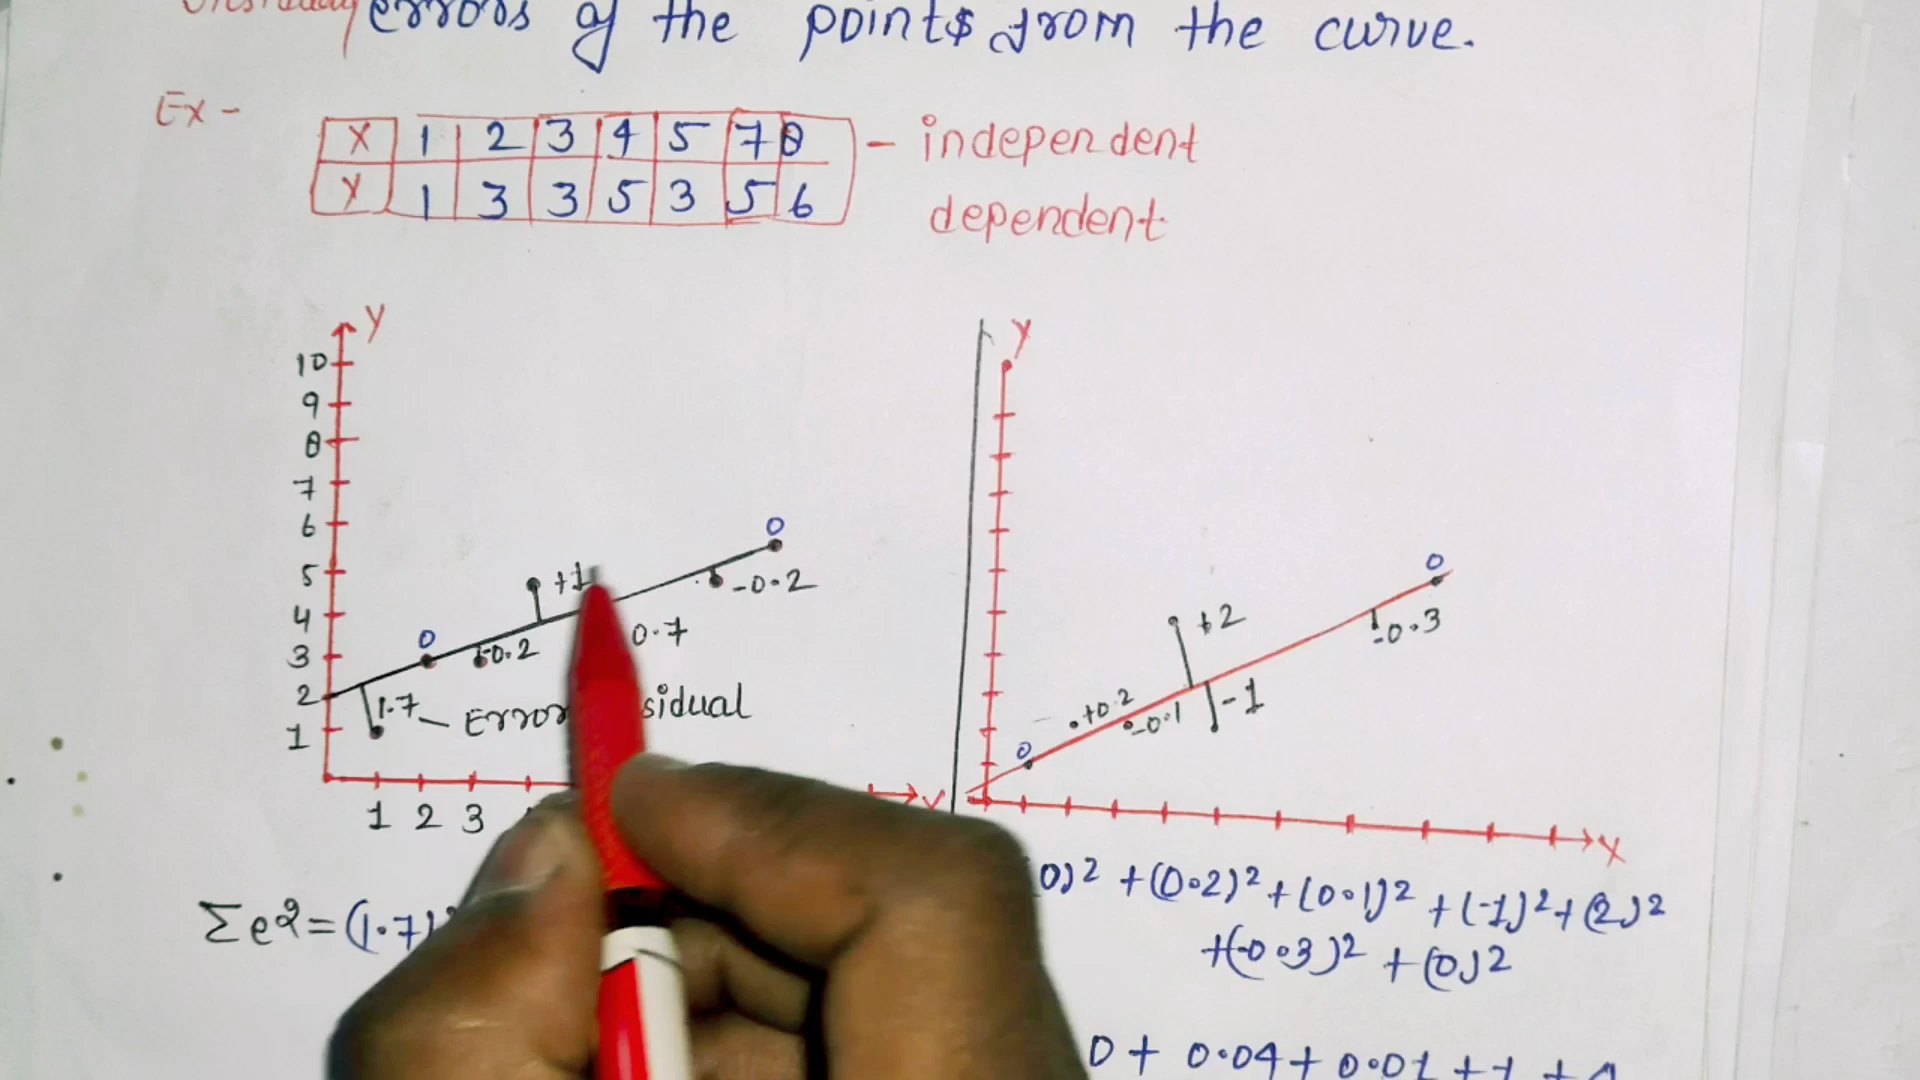 errors of the points from the curve.
Ex -
X 1 2 3 4 5 7 8 - independent
Y 1 3 3 5 3 5 6 dependent
Y
10
9
8
7
6
5
4
3
2
1
0
-0.2
+1
0.7
-0.2
0
1.7 - Error
sidual
1 2 3
X
Y
0
+0.2
-0.1
+2
-1
-0.3
0
X
Σe2=(1.7)
0)2 +(0.2)2+(0.1)2 +(-1)2+(2)2
+(-0.3)2 +(0)2
0+ 0.04+0.01+1+